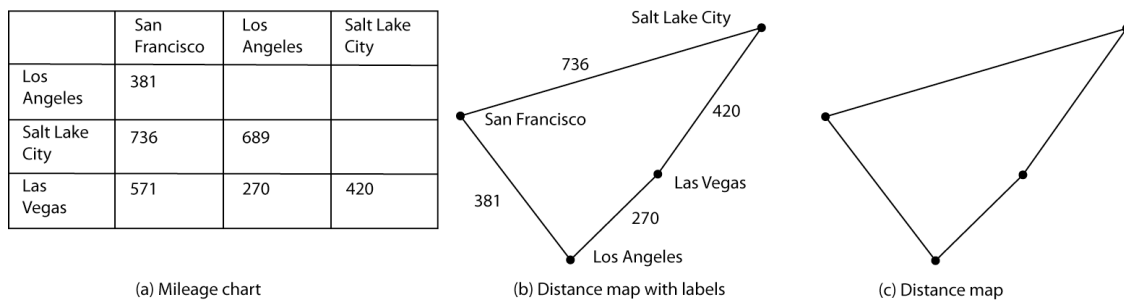 San Francisco
Los Angeles
Salt Lake City
Los Angeles
381
Salt Lake City
736
689
Las Vegas
571
270
420
(a) Mileage chart
Salt Lake City
736
420
San Francisco
Las Vegas
381
270
Los Angeles
(b) Distance map with labels
(c) Distance map